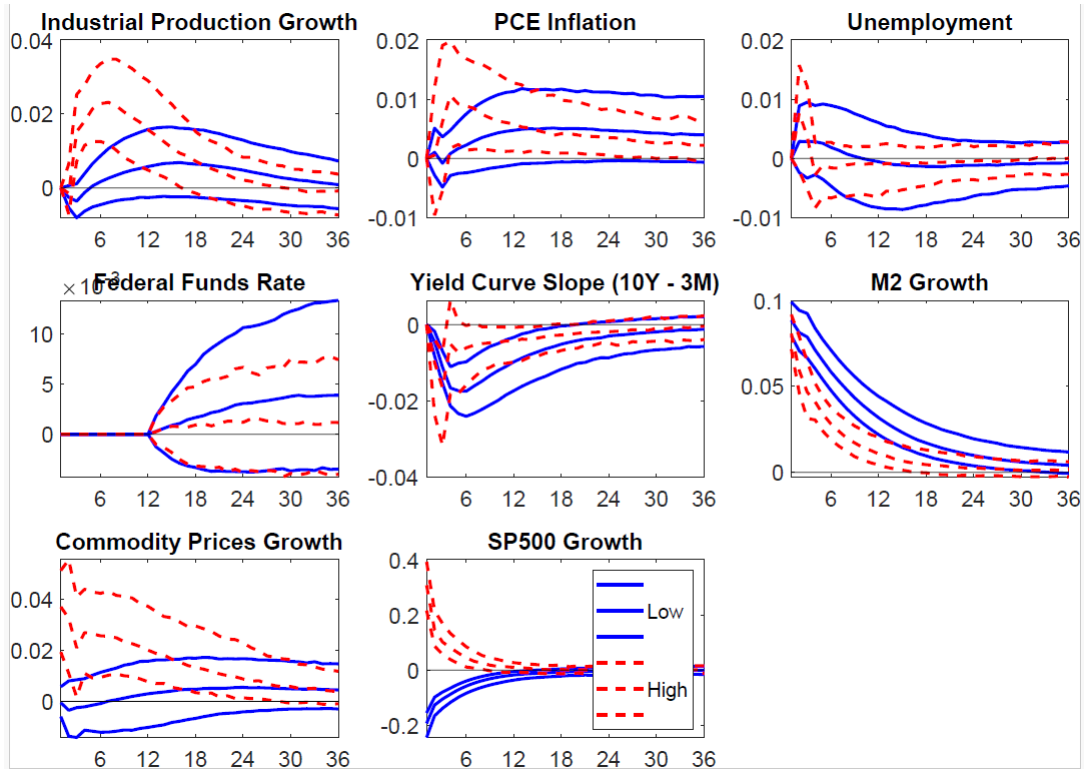 Industrial Production Growth
0.04
0.02
0
6 12 18 24 30 36
PCE Inflation
0.02
0.01
0
-0.01
6 12 18 24 30 36
Unemployment
0.02
0.01
0
-0.01
6 12 18 24 30 36
× 10-3
Federal Funds Rate
10
5
0
6 12 18 24 30 36
Yield Curve Slope (10Y - 3M)
0
-0.02
-0.04
6 12 18 24 30 36
M2 Growth
0.1
0.05
0
6 12 18 24 30 36
Commodity Prices Growth
0.04
0.02
0
6 12 18 24 30 36
SP500 Growth
0.4
0.2
0
-0.2
6 12 18 24 30 36
Low
High